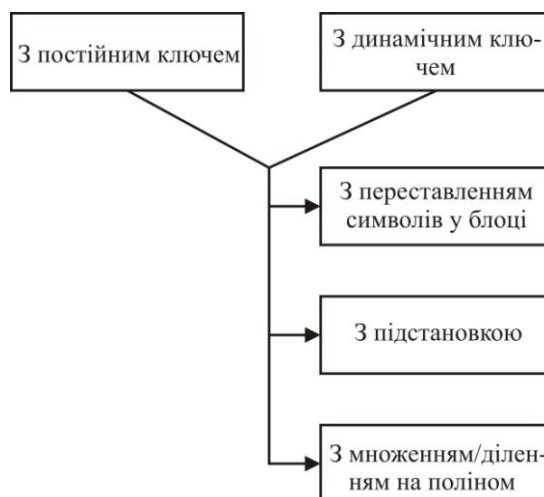 З постійним ключем
З динамічним клю-
чем
З переставленням
символів у блоці
З підстановкою
З множенням/ділен-
ням на поліном